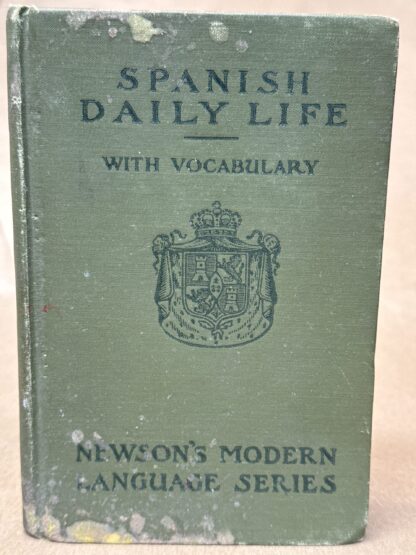 SPANISH
DAILY LIFE
WITH VOCABULARY
NEWSON'S MODERN
LANGUAGE SERIES